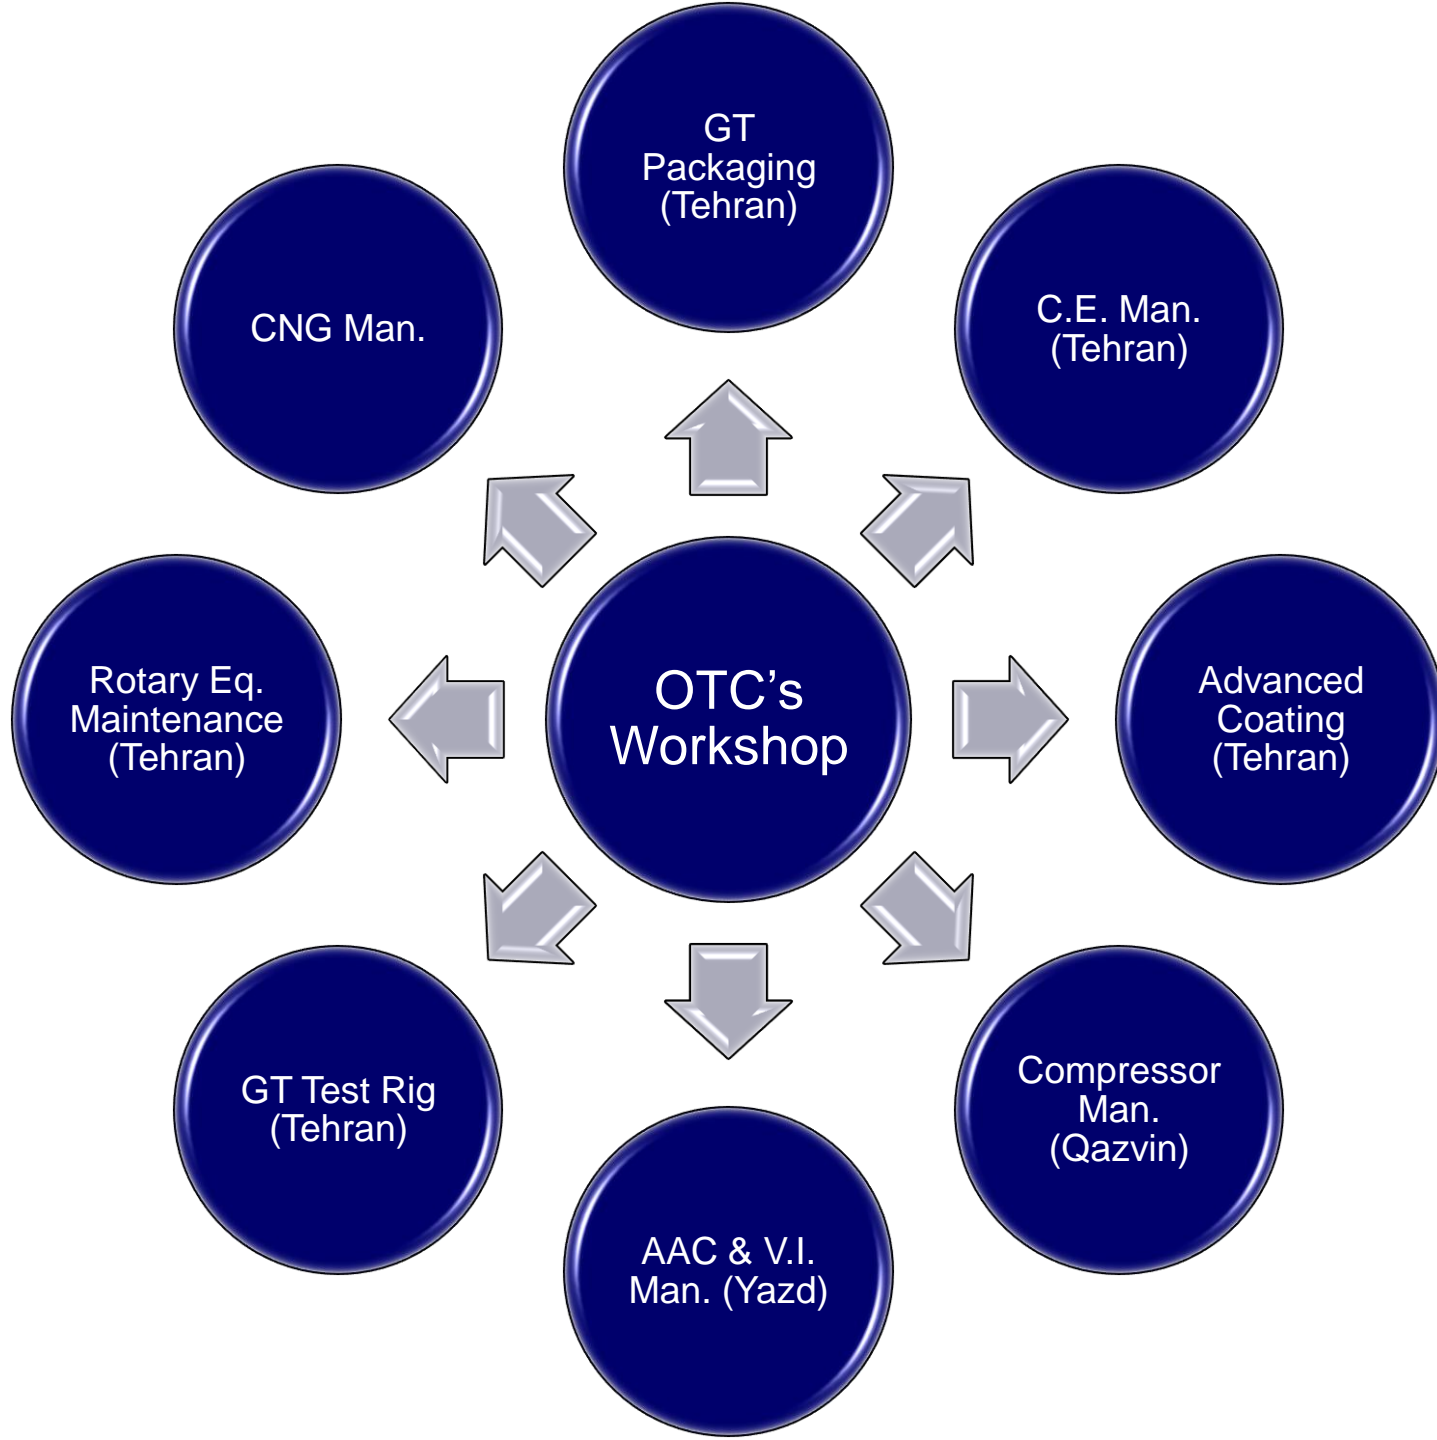 GT
Packaging
(Tehran)
CNG Man.
C.E. Man.
(Tehran)
Rotary Eq.
Maintenance
(Tehran)
OTC’s
Workshop
Advanced
Coating
(Tehran)
GT Test Rig
(Tehran)
Compressor
Man.
(Qazvin)
AAC & V.I.
Man. (Yazd)